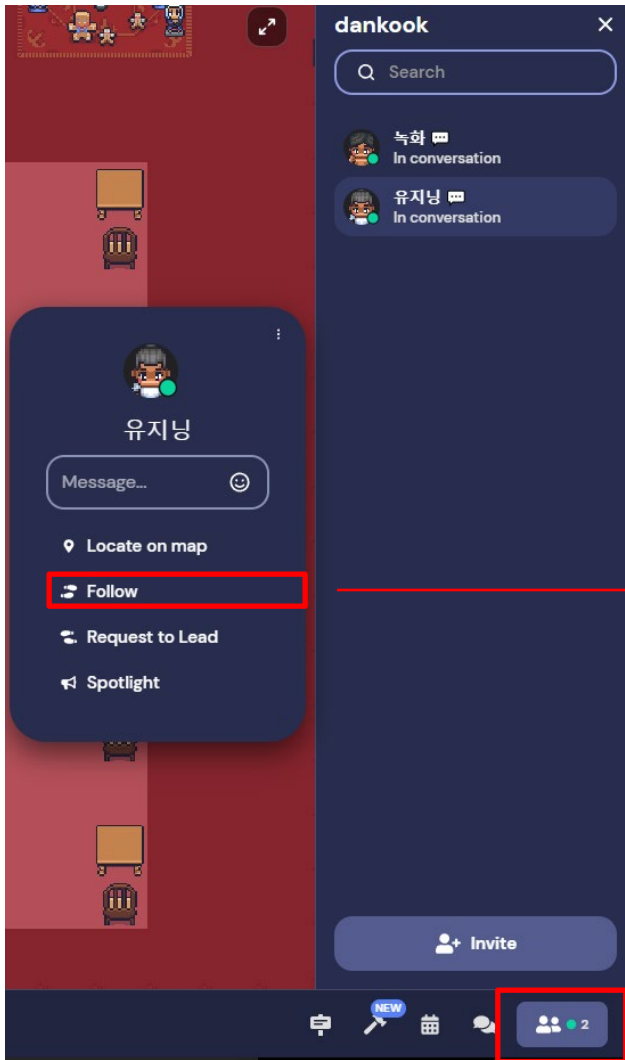 dankook
Search
녹화
In conversation
유지닝
In conversation
유지닝
Message...
Locate on map
Follow
Request to Lead
Spotlight
Invite
NEW
2